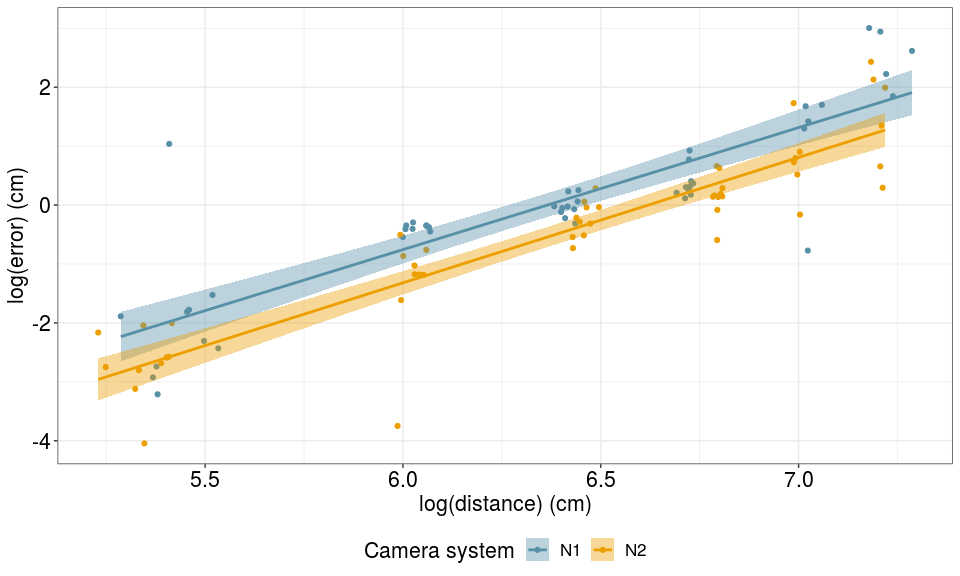 2
0
-2
-4
log(error) (cm)
5.5 6.0 6.5 7.0
log(distance) (cm)
Camera system N1 N2